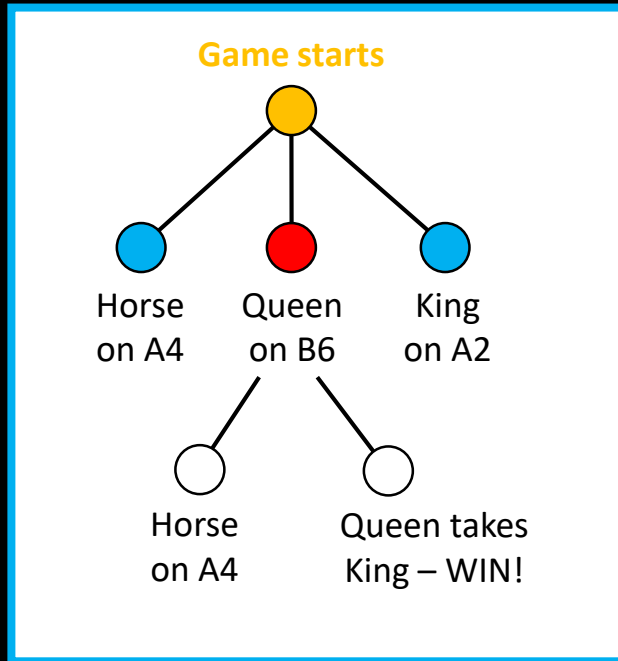 Game starts
Horse
on A4
Queen
on B6
King
on A2
Horse
on A4
Queen takes
King – WIN!